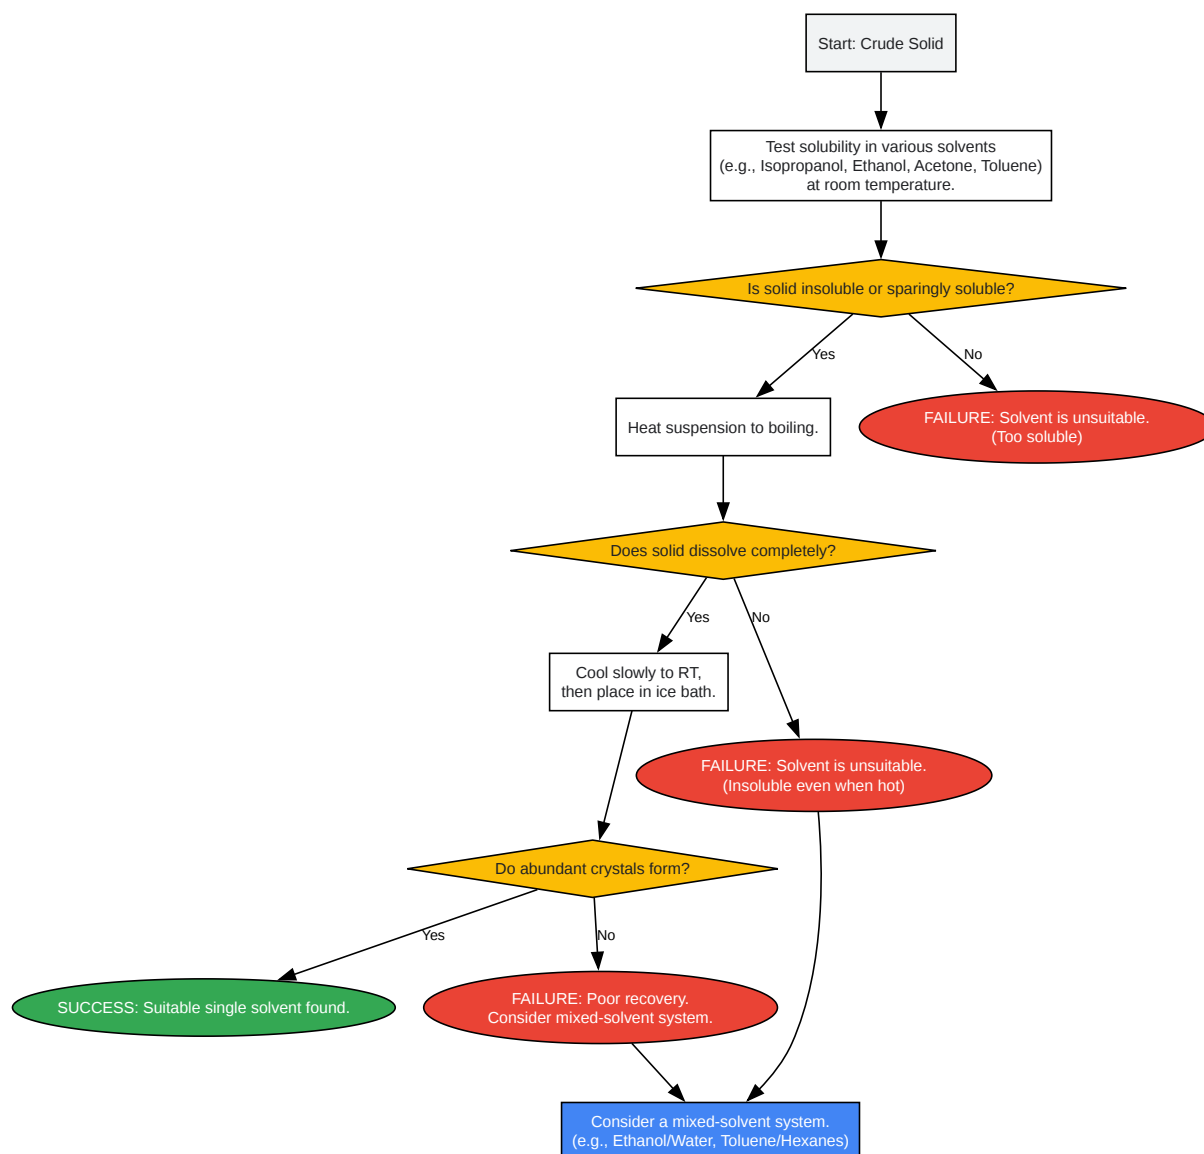 Start: Crude Solid
Test solubility in various solvents
(e.g., Isopropanol, Ethanol, Acetone, Toluene)
at room temperature.
Is solid insoluble or sparingly soluble?
Yes
No
Heat suspension to boiling.
FAILURE: Solvent is unsuitable.
(Too soluble)
Does solid dissolve completely?
Yes
No
Cool slowly to RT,
then place in ice bath.
FAILURE: Solvent is unsuitable.
(Insoluble even when hot)
Do abundant crystals form?
Yes
No
SUCCESS: Suitable single solvent found.
FAILURE: Poor recovery.
Consider mixed-solvent system.
Consider a mixed-solvent system.
(e.g., Ethanol/Water, Toluene/Hexanes)